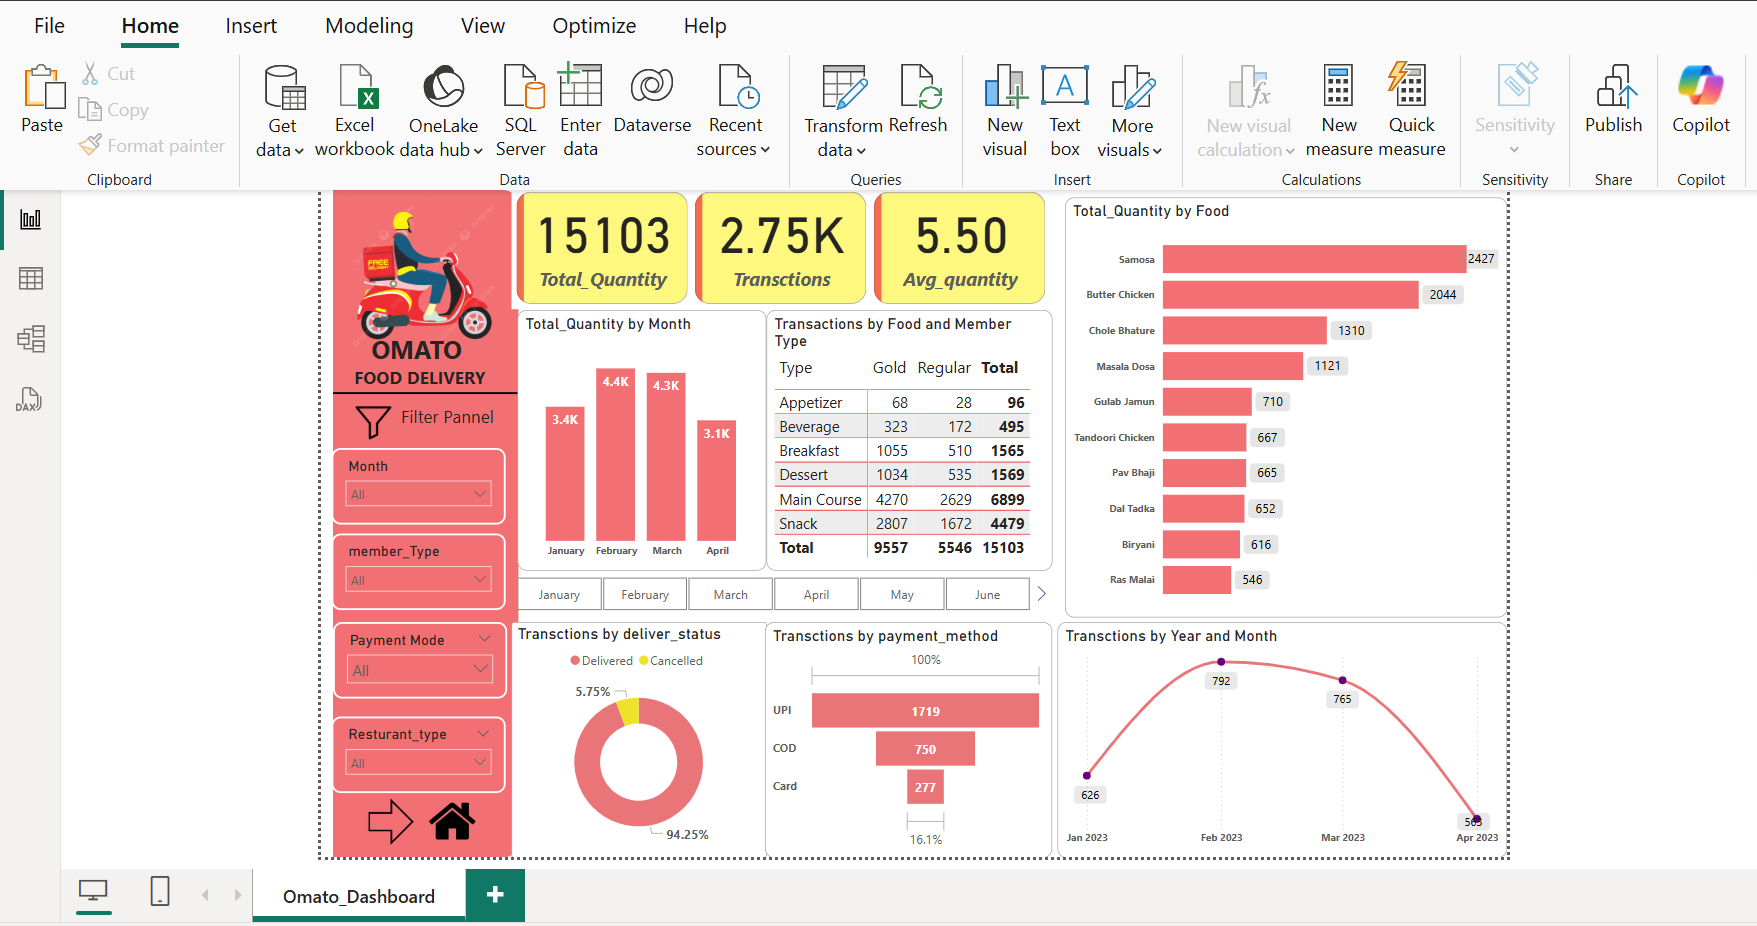 File Home Insert Modeling View Optimize Help
Paste
Cut
Copy
Format painter
Clipboard
Get data
Excel workbook
OneLake data hub
SQL Server
Enter data
Dataverse
Recent sources
Data
Transform data
Refresh
Queries
New visual
Text box
More visuals
Insert
New visual calculation
New measure
Quick measure
Calculations
Sensitivity
Sensitivity
Publish
Share
Copilot
Copilot
FREE
DELIVERY
OMATO
FOOD DELIVERY
Filter Pannel
Month
All
member_Type
All
Payment Mode
All
Resturant_type
All
15103
Total_Quantity
2.75K
Transctions
5.50
Avg_quantity
Total_Quantity by Month
3.4K
4.4K
4.3K
3.1K
January February March April
Transactions by Food and Member
Type
Type Gold Regular Total
Appetizer 68 28 96
Beverage 323 172 495
Breakfast 1055 510 1565
Dessert 1034 535 1569
Main Course 4270 2629 6899
Snack 2807 1672 4479
Total 9557 5546 15103
January February March April May June
Total_Quantity by Food
Samosa 2427
Butter Chicken 2044
Chole Bhature 1310
Masala Dosa 1121
Gulab Jamun 710
Tandoori Chicken 667
Pav Bhaji 665
Dal Tadka 652
Biryani 616
Ras Malai 546
Transctions by deliver_status
Delivered Cancelled
5.75%
94.25%
Transctions by payment_method
100%
UPI 1719
COD 750
Card 277
16.1%
Transctions by Year and Month
792
765
626
563
Jan 2023 Feb 2023 Mar 2023 Apr 2023
DAX
Omato_Dashboard
+